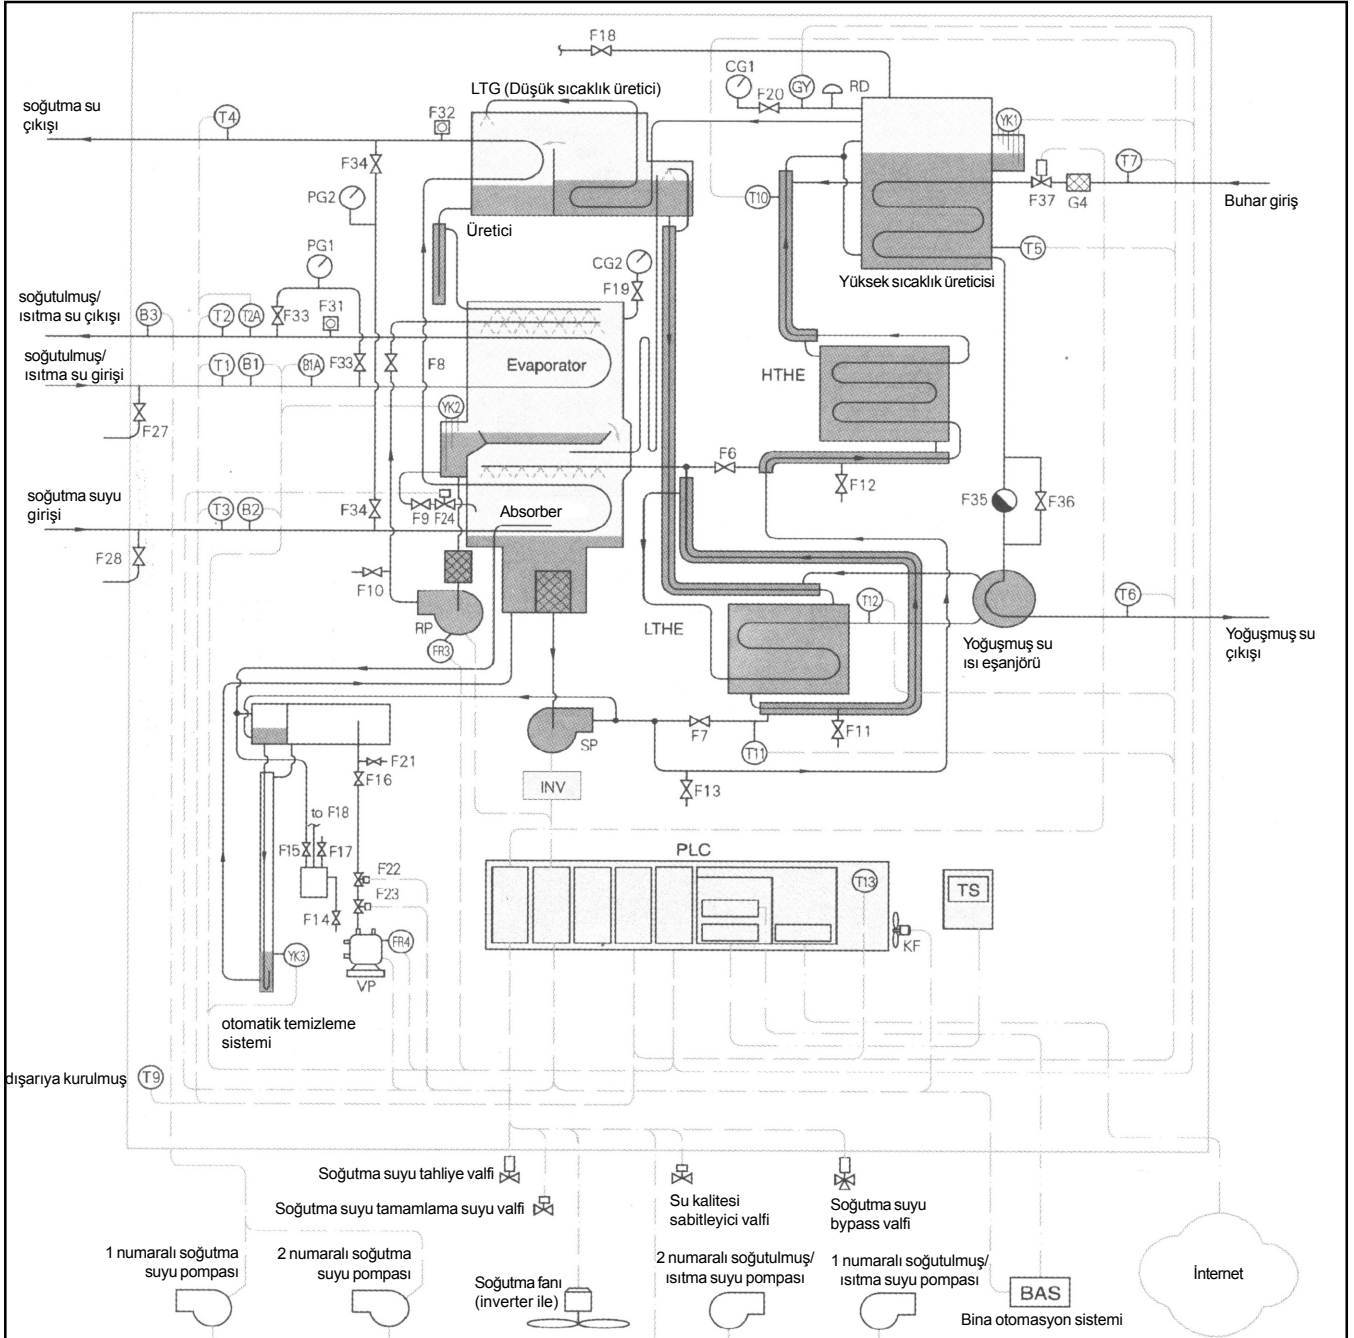 F18
CG1
F20
GY
RD
LTG (Düşük sıcaklık üretici)
soğutma su
çıkışı
T4
F32
YK1
F34
T7
PG2
T10
F37
G4
Buhar giriş
Üretici
T5
PG1
CG2
F19
Yüksek sıcaklık üreticisi
soğutulmuş/
ısıtma su çıkışı
B3
T2
T2A
F33
F31
soğutulmuş/
ısıtma su girişi
T1
B1
B1A
F33
F8
Evaporator
HTHE
YK2
F27
F6
F12
soğutma suyu
girişi
T3
B2
F34
F9
F24
Absorber
F35
F36
F28
F10
RP
FR3
LTHE
T12
T6
Yoğuşmuş su
ısı eşanjörü
Yoğuşmuş su
çıkışı
SP
F7
T11
F11
F21
F16
INV
F13
to F18
F15
F17
PLC
F22
F23
T13
TS
F14
FR4
KF
YK3
VP
otomatik temizleme
sistemi
dışarıya kurulmuş
T9
Soğutma suyu tahliye valfi
Soğutma suyu tamamlama suyu valfi
Su kalitesi
sabitleyici valfi
Soğutma suyu
bypass valfi
1 numaralı soğutma
suyu pompası
2 numaralı soğutma
suyu pompası
Soğutma fanı
(inverter ile)
2 numaralı soğutulmuş/
ısıtma suyu pompası
1 numaralı soğutulmuş/
ısıtma suyu pompası
BAS
Bina otomasyon sistemi
İnternet